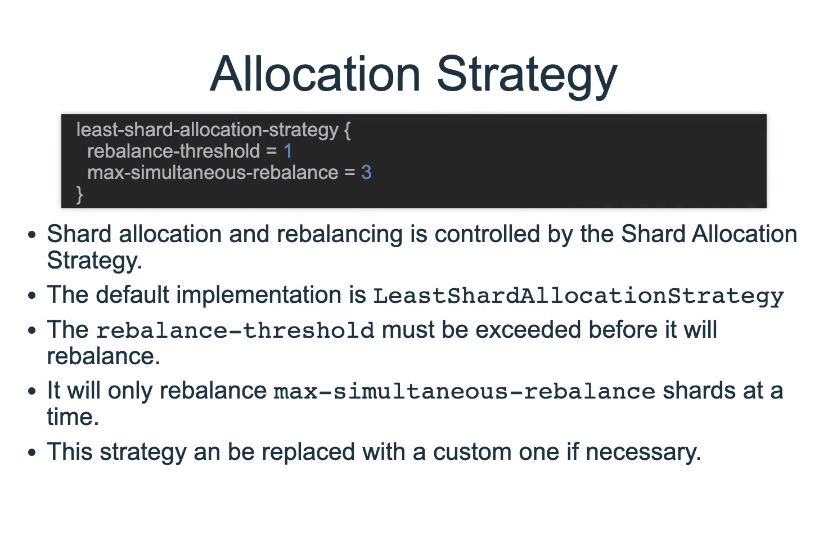 Allocation Strategy
least-shard-allocation-strategy {
rebalance-threshold = 1
max-simultaneous-rebalance = 3
}
• Shard allocation and rebalancing is controlled by the Shard Allocation
Strategy.
• The default implementation is LeastShardAllocationStrategy
• The rebalance-threshold must be exceeded before it will
rebalance.
• It will only rebalance max-simultaneous-rebalance shards at a
time.
• This strategy an be replaced with a custom one if necessary.